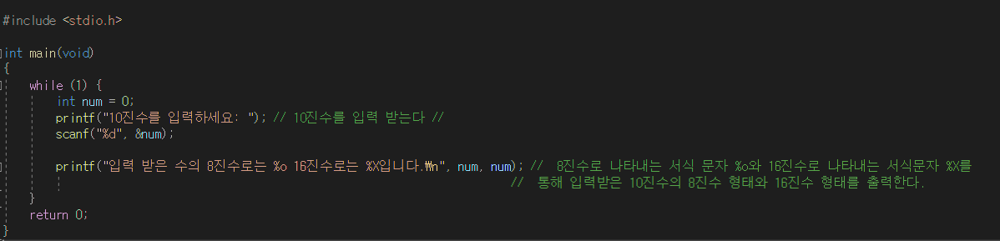 #include <stdio.h>
int main(void)
{
while (1) {
int num = 0;
printf("10진수를 입력하세요: "); // 10진수를 입력 받는다 //
scanf("%d", &num);
printf("입력 받은 수의 8진수로는 %o 16진수로는 %X입니다.₩n", num, num); // 8진수로 나타내는 서식 문자 %o와 16진수로 나타내는 서식문자 %X를
// 통해 입력받은 10진수의 8진수 형태와 16진수 형태를 출력한다.
}
return 0;
}